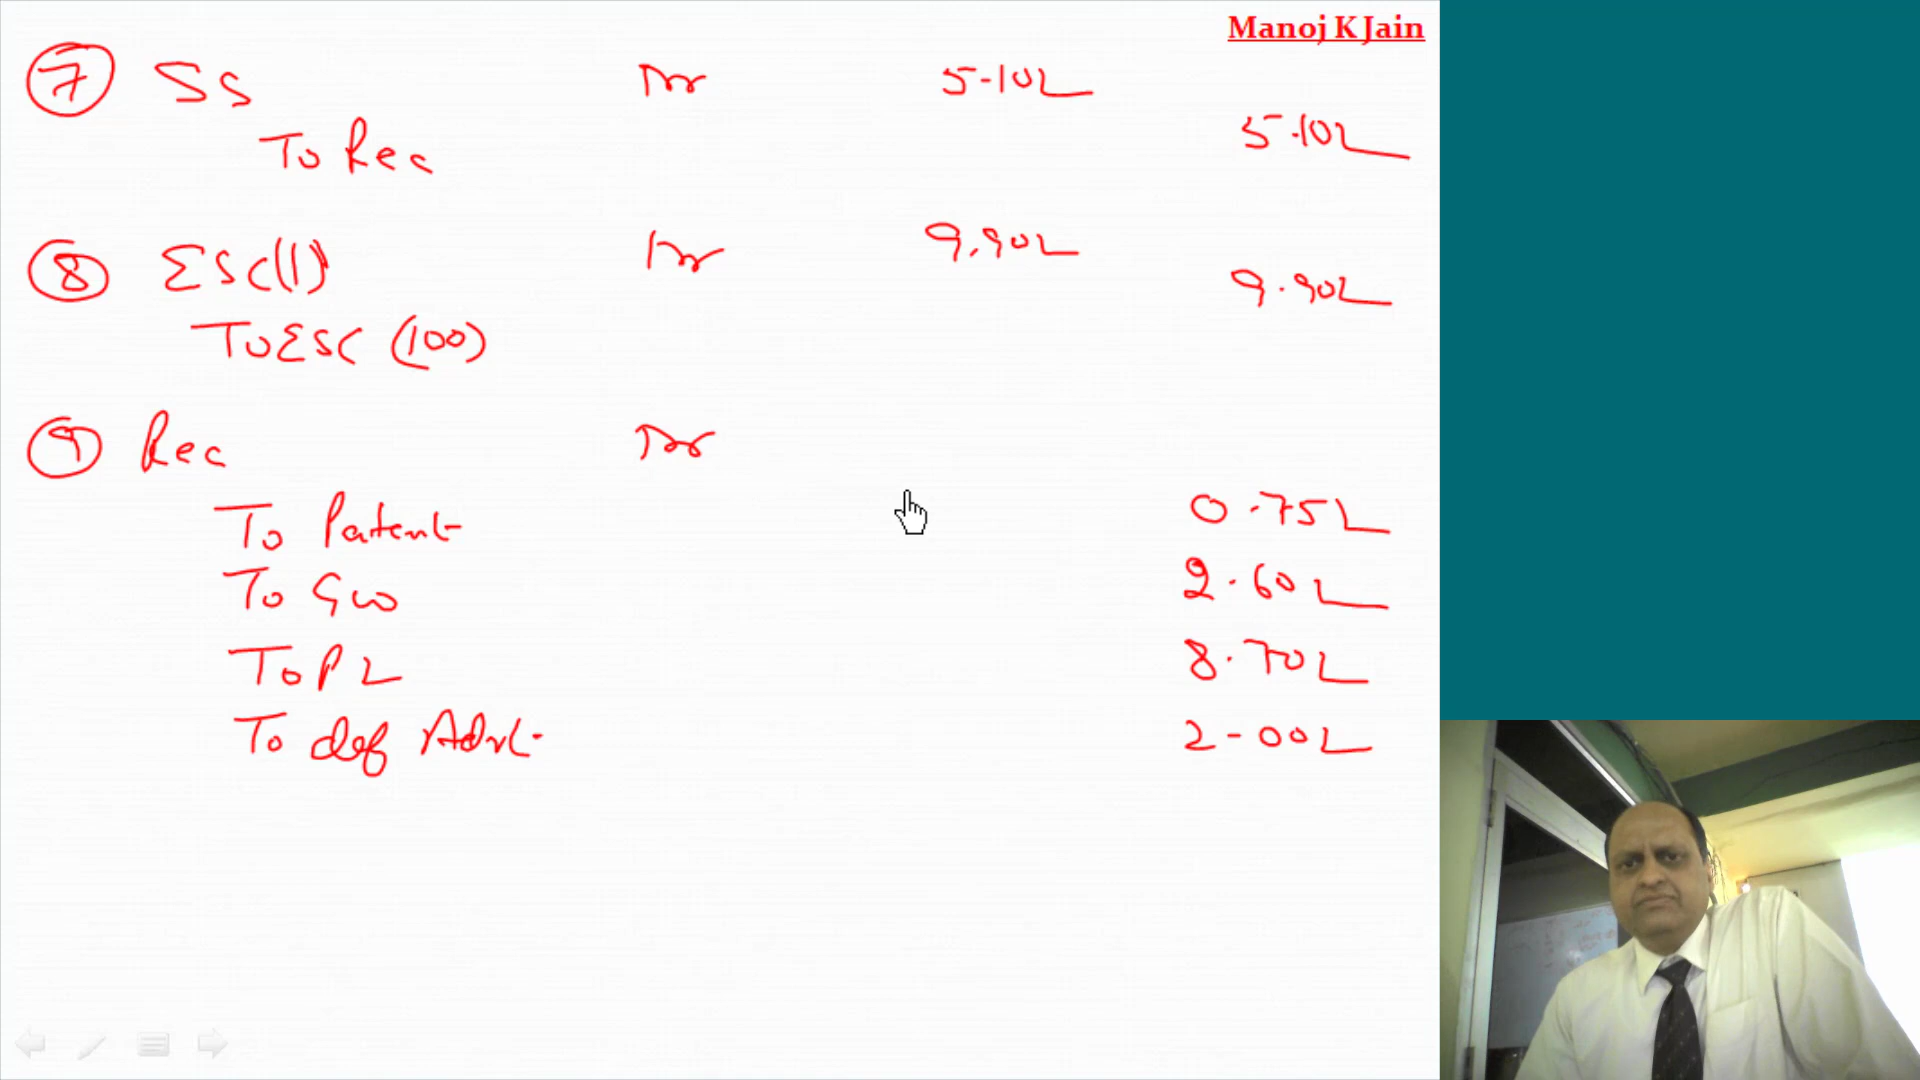 Manoj K Jain
7 SS Dr 5.10L
To Rec 5.10L
8 ESC(1) Dr 9.90L
To ESC (100) 9.90L
9 Rec Dr
To Patent 0.75L
To GW 2.60L
To PL 8.70L
To def Advt. 2.00L